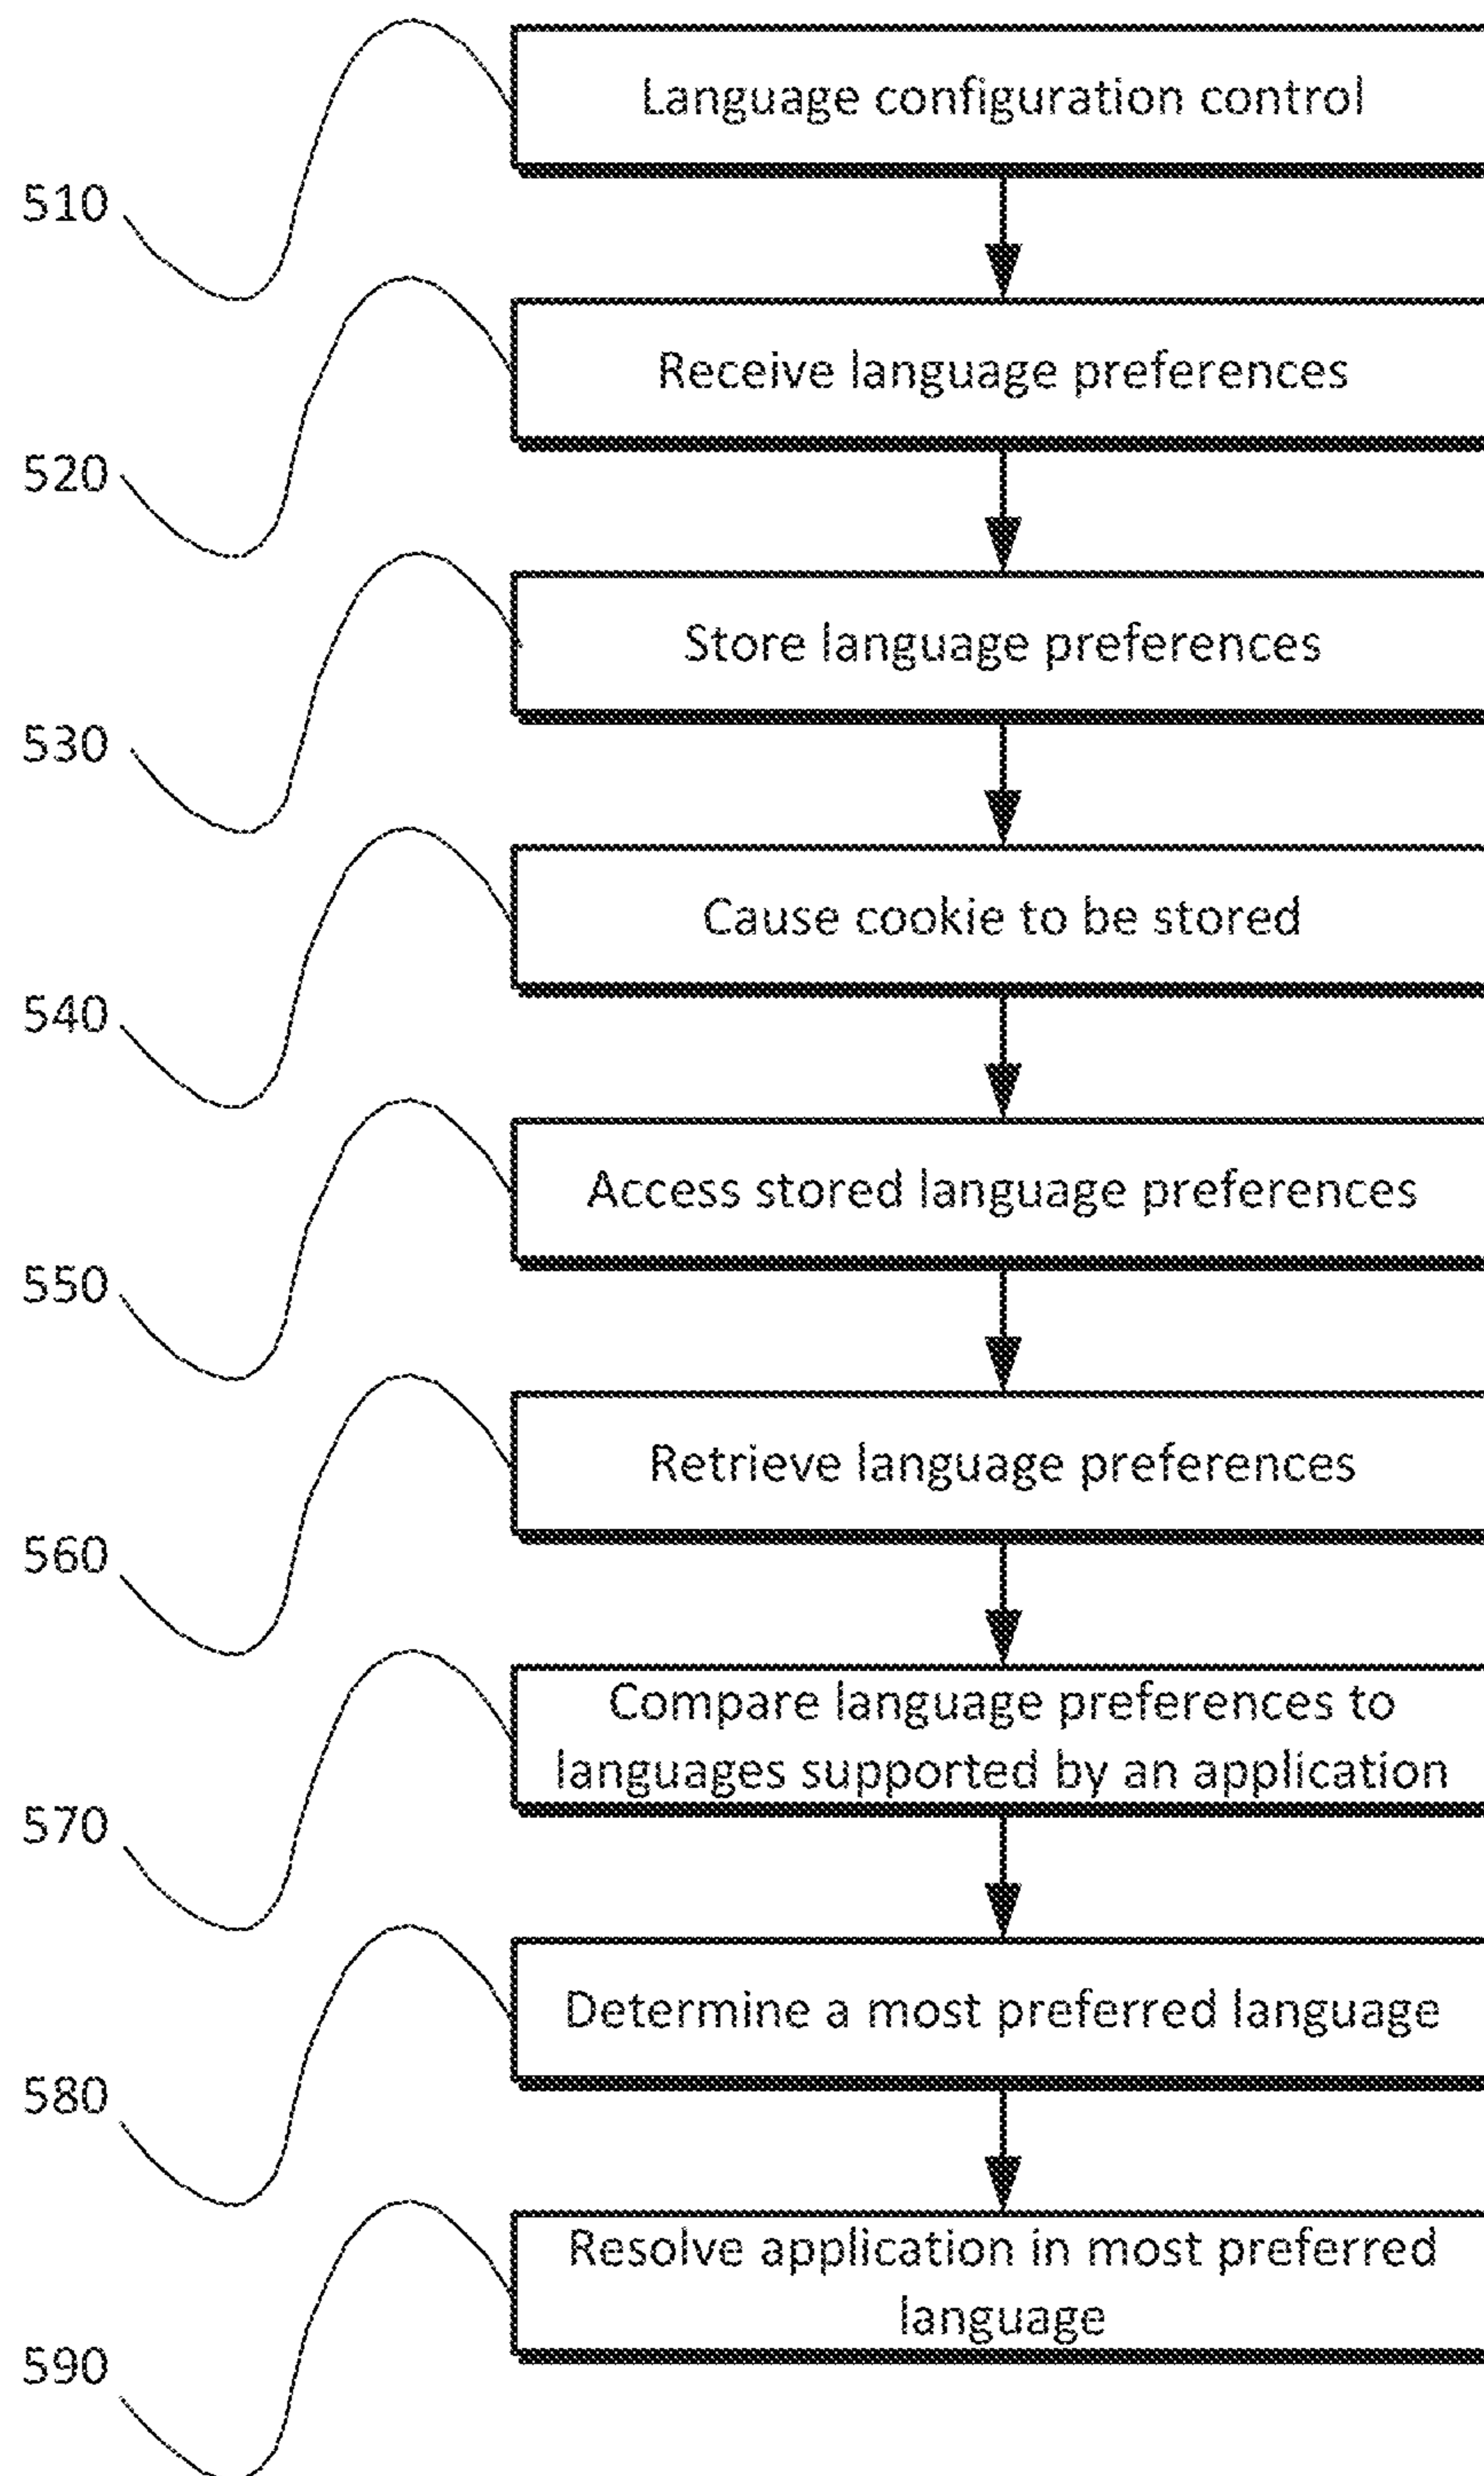 Language configuration control
510
Receive language preferences
520
Store language preferences
530
Cause cookie to be stored
540
Access stored language preferences
550
Retrieve language preferences
560
Compare language preferences to
languages supported by an application
570
Determine a most preferred language
580
Resolve application in most preferred
language
590